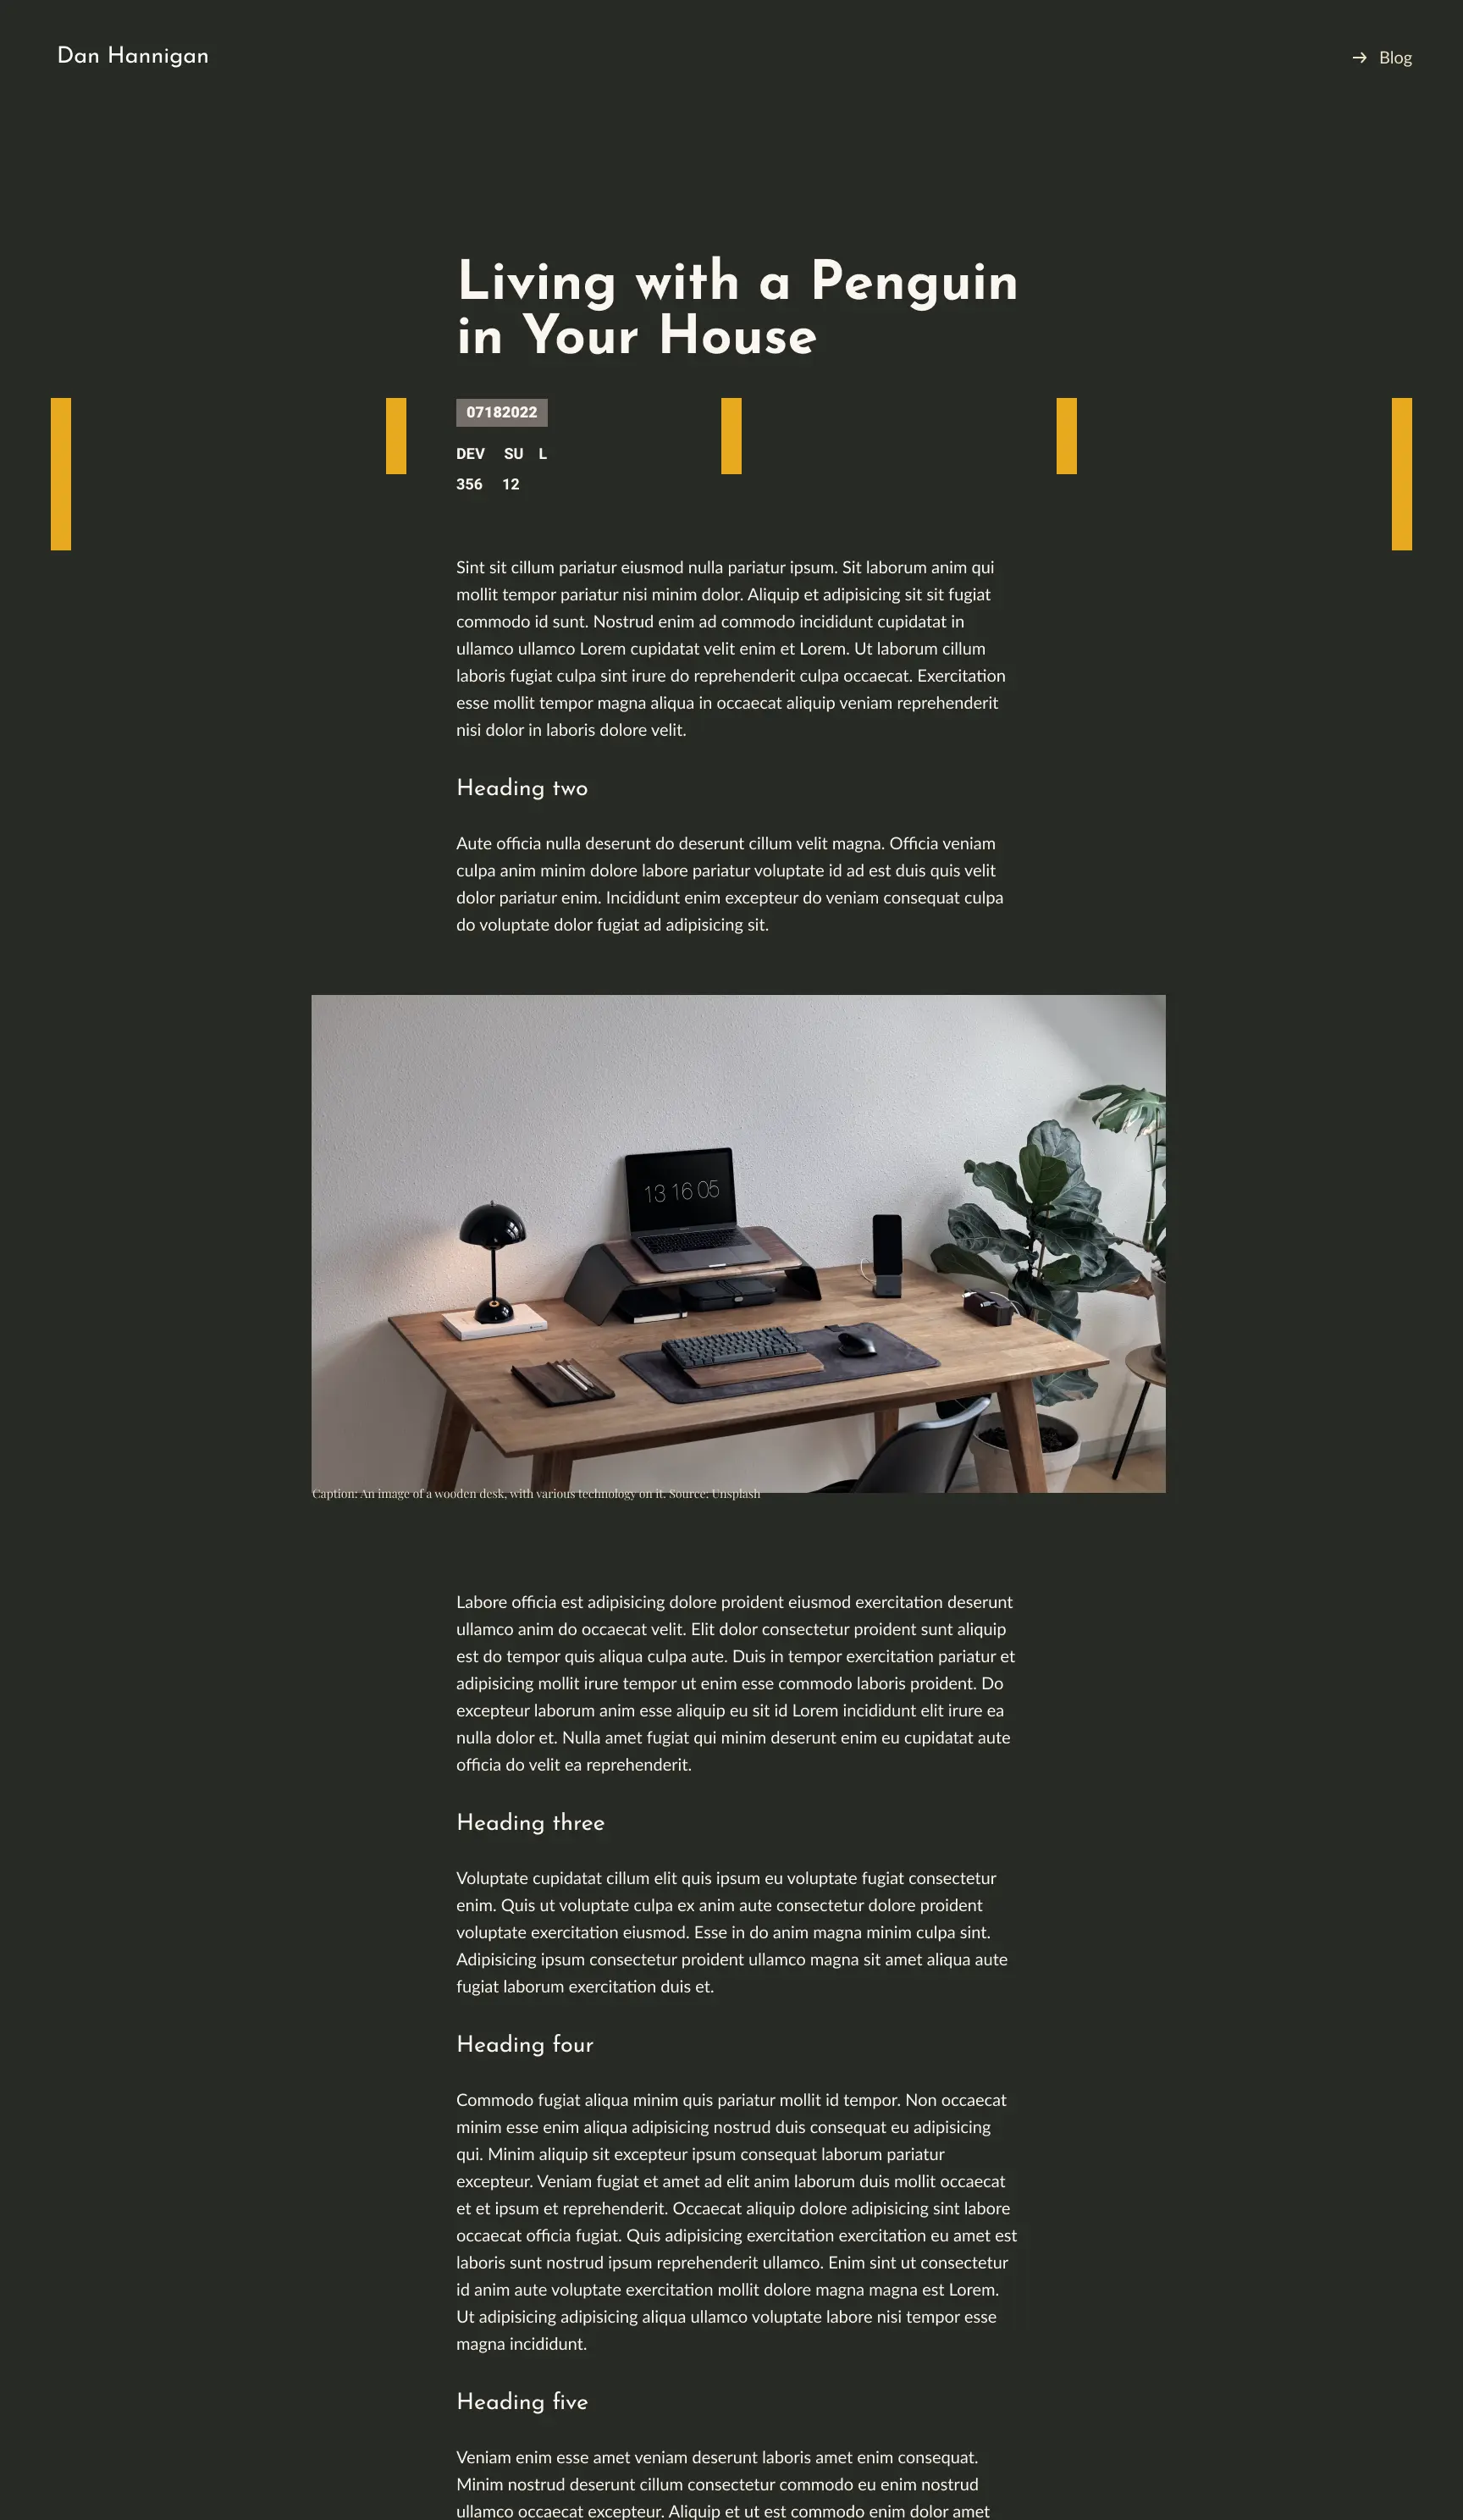 Dan Hannigan
→ Blog
Living with a Penguin
in Your House
07182022
DEV SU L
356 12
Sint sit cillum pariatur eiusmod nulla pariatur ipsum. Sit laborum anim qui
mollit tempor pariatur nisi minim dolor. Aliquip et adipisicing sit sit fugiat
commodo id sunt. Nostrud enim ad commodo incididunt cupidatat in
ullamco ullamco Lorem cupidatat velit enim et Lorem. Ut laborum cillum
laboris fugiat culpa sint irure do reprehenderit culpa occaecat. Exercitation
esse mollit tempor magna aliqua in occaecat aliquip veniam reprehenderit
nisi dolor in laboris dolore velit.
Heading two
Aute officia nulla deserunt do deserunt cillum velit magna. Officia veniam
culpa anim minim dolore labore pariatur voluptate id ad est duis quis velit
dolor pariatur enim. Incididunt enim excepteur do veniam consequat culpa
do voluptate dolor fugiat ad adipisicing sit.
13 16 05
Caption: An image of a wooden desk, with various technology on it. Source: Unsplash
Labore officia est adipisicing dolore proident eiusmod exercitation deserunt
ullamco anim do occaecat velit. Elit dolor consectetur proident sunt aliquip
est do tempor quis aliqua culpa aute. Duis in tempor exercitation pariatur et
adipisicing mollit irure tempor ut enim esse commodo laboris proident. Do
excepteur laborum anim esse aliquip eu sit id Lorem incididunt elit irure ea
nulla dolor et. Nulla amet fugiat qui minim deserunt enim eu cupidatat aute
officia do velit ea reprehenderit.
Heading three
Voluptate cupidatat cillum elit quis ipsum eu voluptate fugiat consectetur
enim. Quis ut voluptate culpa ex anim aute consectetur dolore proident
voluptate exercitation eiusmod. Esse in do anim magna minim culpa sint.
Adipisicing ipsum consectetur proident ullamco magna sit amet aliqua aute
fugiat laborum exercitation duis et.
Heading four
Commodo fugiat aliqua minim quis pariatur mollit id tempor. Non occaecat
minim esse enim aliqua adipisicing nostrud duis consequat eu adipisicing
qui. Minim aliquip sit excepteur ipsum consequat laborum pariatur
excepteur. Veniam fugiat et amet ad elit anim laborum duis mollit occaecat
et et ipsum et reprehenderit. Occaecat aliquip dolore adipisicing sint labore
occaecat officia fugiat. Quis adipisicing exercitation exercitation eu amet est
laboris sunt nostrud ipsum reprehenderit ullamco. Enim sint ut consectetur
id anim aute voluptate exercitation mollit dolore magna magna est Lorem.
Ut adipisicing adipisicing aliqua ullamco voluptate labore nisi tempor esse
magna incididunt.
Heading five
Veniam enim esse amet veniam deserunt laboris amet enim consequat.
Minim nostrud deserunt cillum consectetur commodo eu enim nostrud
ullamco occaecat excepteur. Aliquip et ut est commodo enim dolor amet